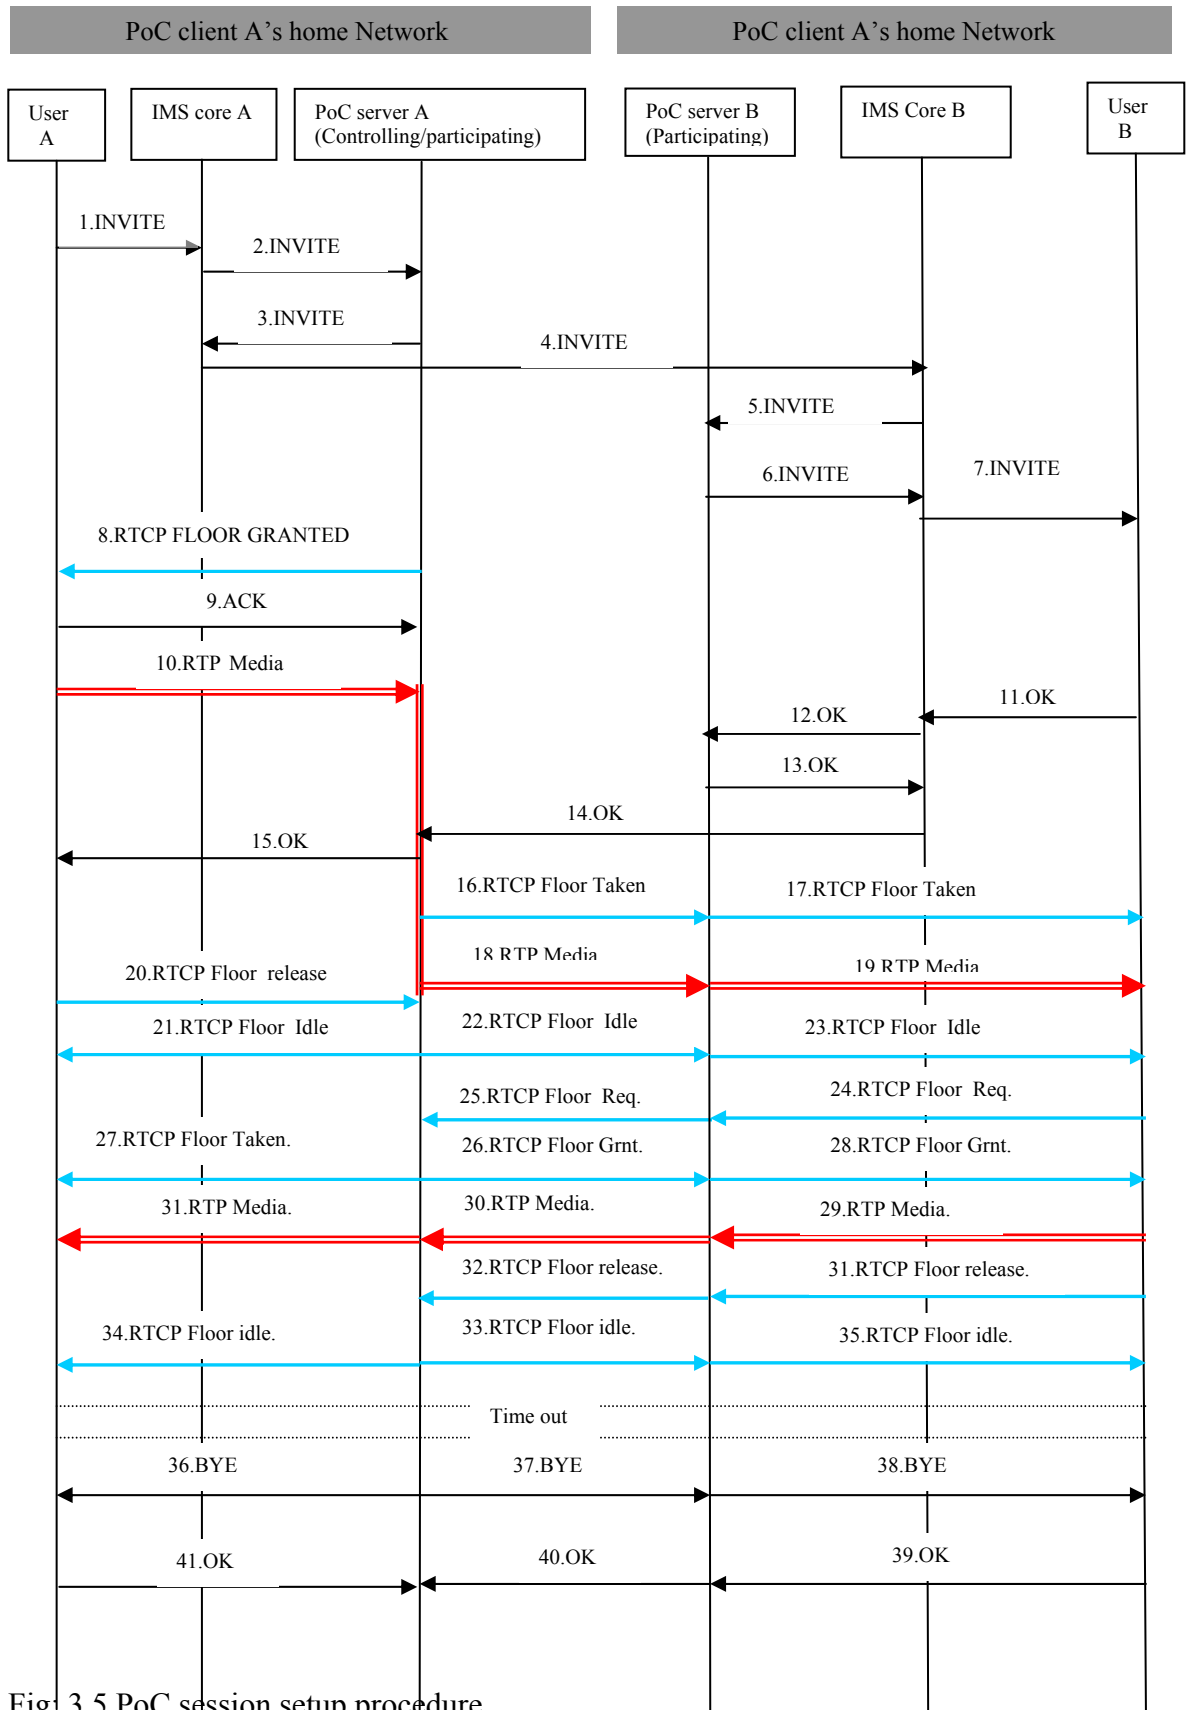 PoC client A’s home Network
PoC client A’s home Network
User
A
IMS core A
PoC server A
(Controlling/participating)
PoC server B
(Participating)
IMS Core B
User
B
1.INVITE
2.INVITE
3.INVITE
4.INVITE
5.INVITE
6.INVITE
7.INVITE
8.RTCP FLOOR GRANTED
9.ACK
10.RTP Media
11.OK
12.OK
13.OK
14.OK
15.OK
16.RTCP Floor Taken
17.RTCP Floor Taken
18.RTP Media
19.RTP Media
20.RTCP Floor release
21.RTCP Floor Idle
22.RTCP Floor Idle
23.RTCP Floor Idle
24.RTCP Floor Req.
25.RTCP Floor Req.
27.RTCP Floor Taken.
26.RTCP Floor Grnt.
28.RTCP Floor Grnt.
31.RTP Media.
30.RTP Media.
29.RTP Media.
32.RTCP Floor release.
31.RTCP Floor release.
34.RTCP Floor idle.
33.RTCP Floor idle.
35.RTCP Floor idle.
Time out
36.BYE
37.BYE
38.BYE
41.OK
40.OK
39.OK
Fig: 3.5 PoC session setup procedure